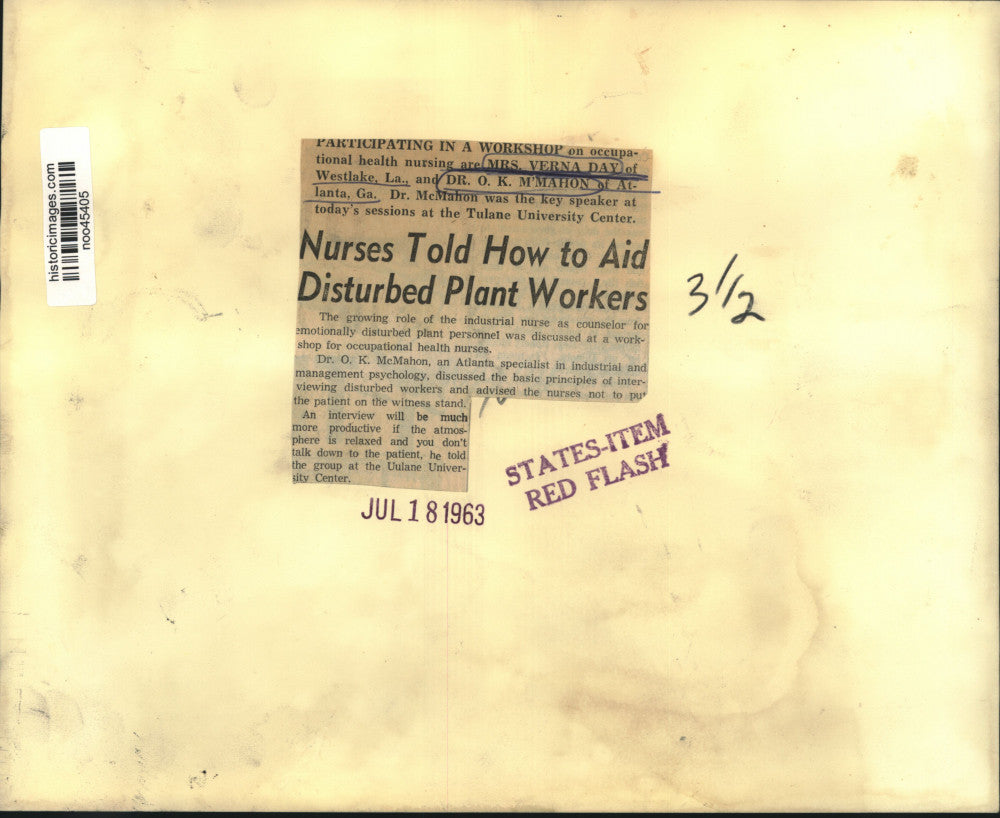 historicimages.com
noo45405
PARTICIPATING IN A WORKSHOP on occupa-
tional health nursing are MRS. VERNA DAY of
Westlake, La., and DR. O. K. M'MAHON of At-
lanta, Ga. Dr. McMahon was the key speaker at
today's sessions at the Tulane University Center.
Nurses Told How to Aid
Disturbed Plant Workers
The growing role of the industrial nurse as counselor for
emotionally disturbed plant personnel was discussed at a work-
shop for occupational health nurses.
Dr. O. K. McMahon, an Atlanta specialist in industrial and
management psychology, discussed the basic principles of inter-
viewing disturbed workers and advised the nurses not to put
the patient on the witness stand.
An interview will be much
more productive if the atmos-
phere is relaxed and you don't
talk down to the patient, he told
the group at the Uulane Univer-
sity Center.
3 1/2
STATES-ITEM
RED FLASH
JUL 18 1963